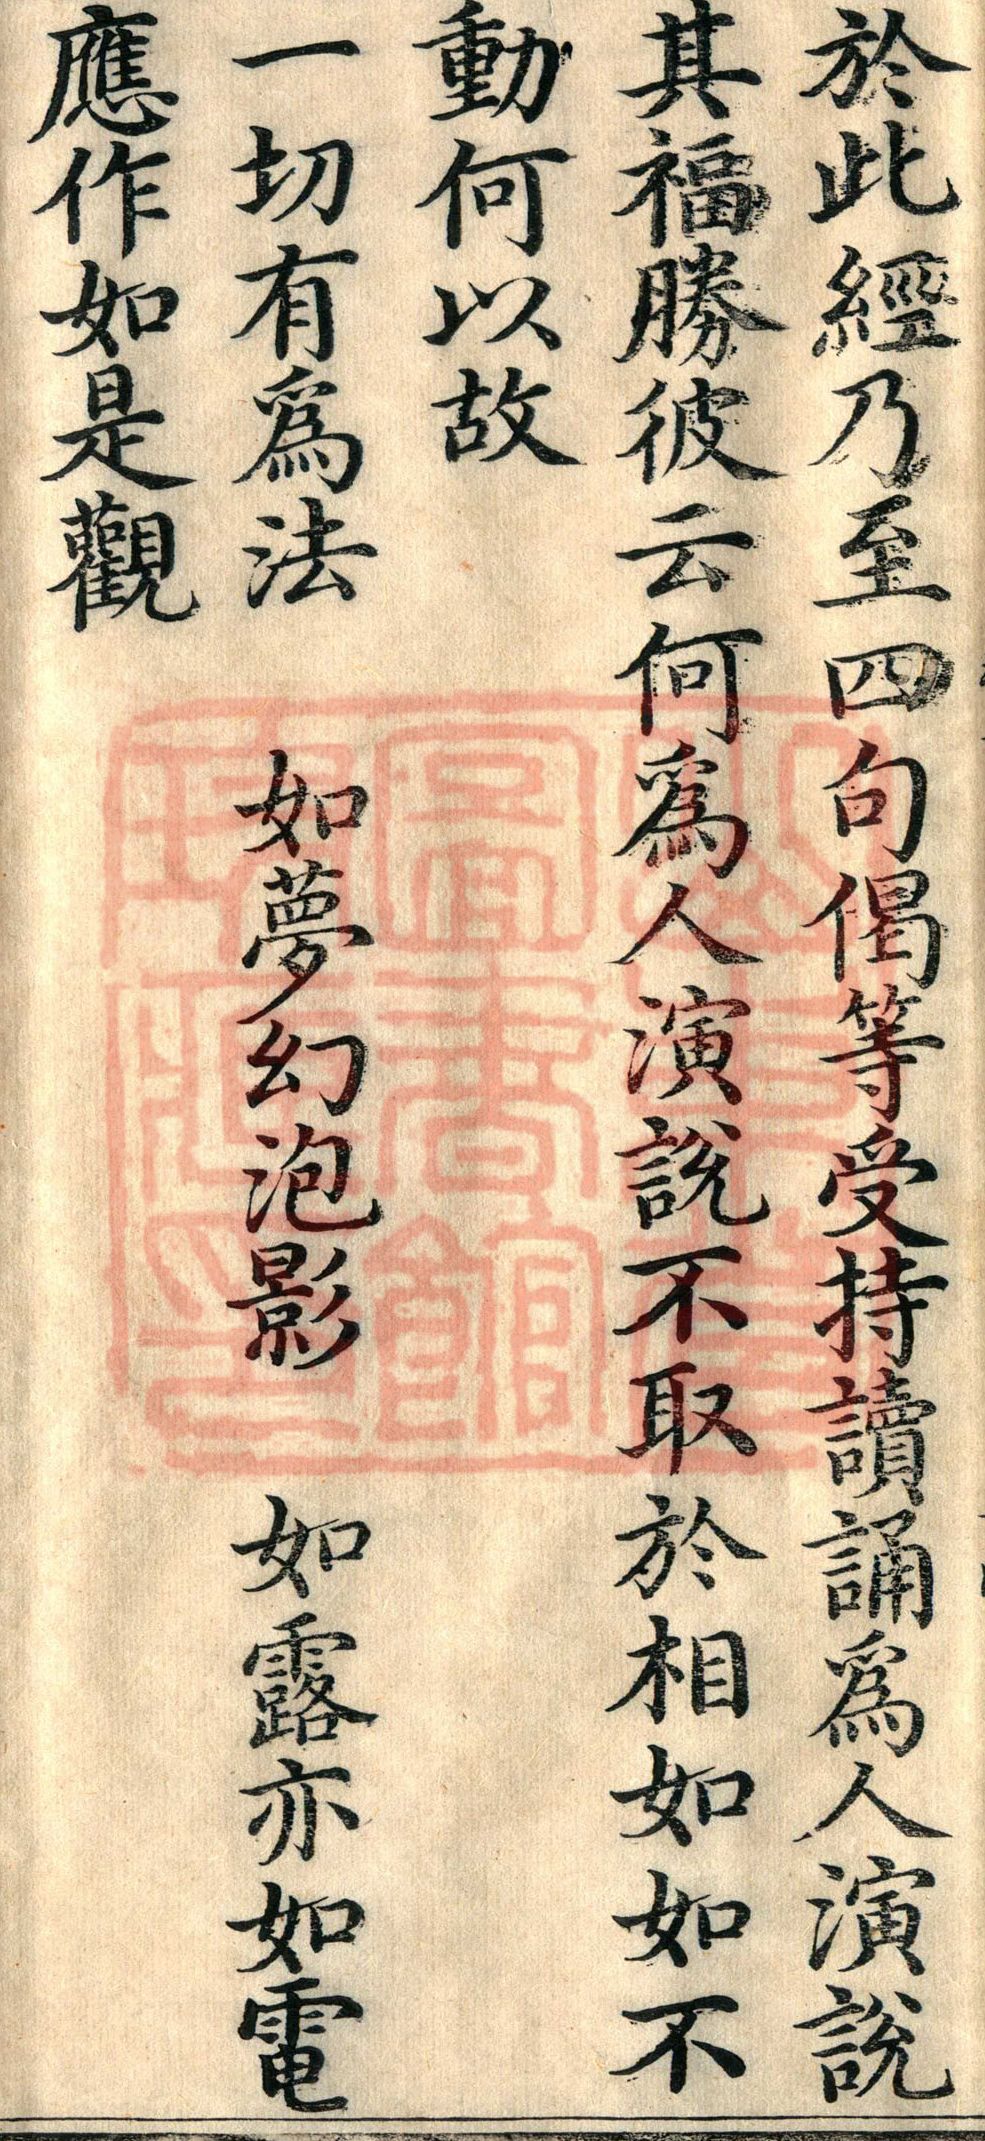 於此經乃至四句偈等受持讀誦爲人演說
其福勝彼云何爲人演說不取於相如如不
動何以故
一切有爲法 如夢幻泡影 如露亦如電
應作如是觀